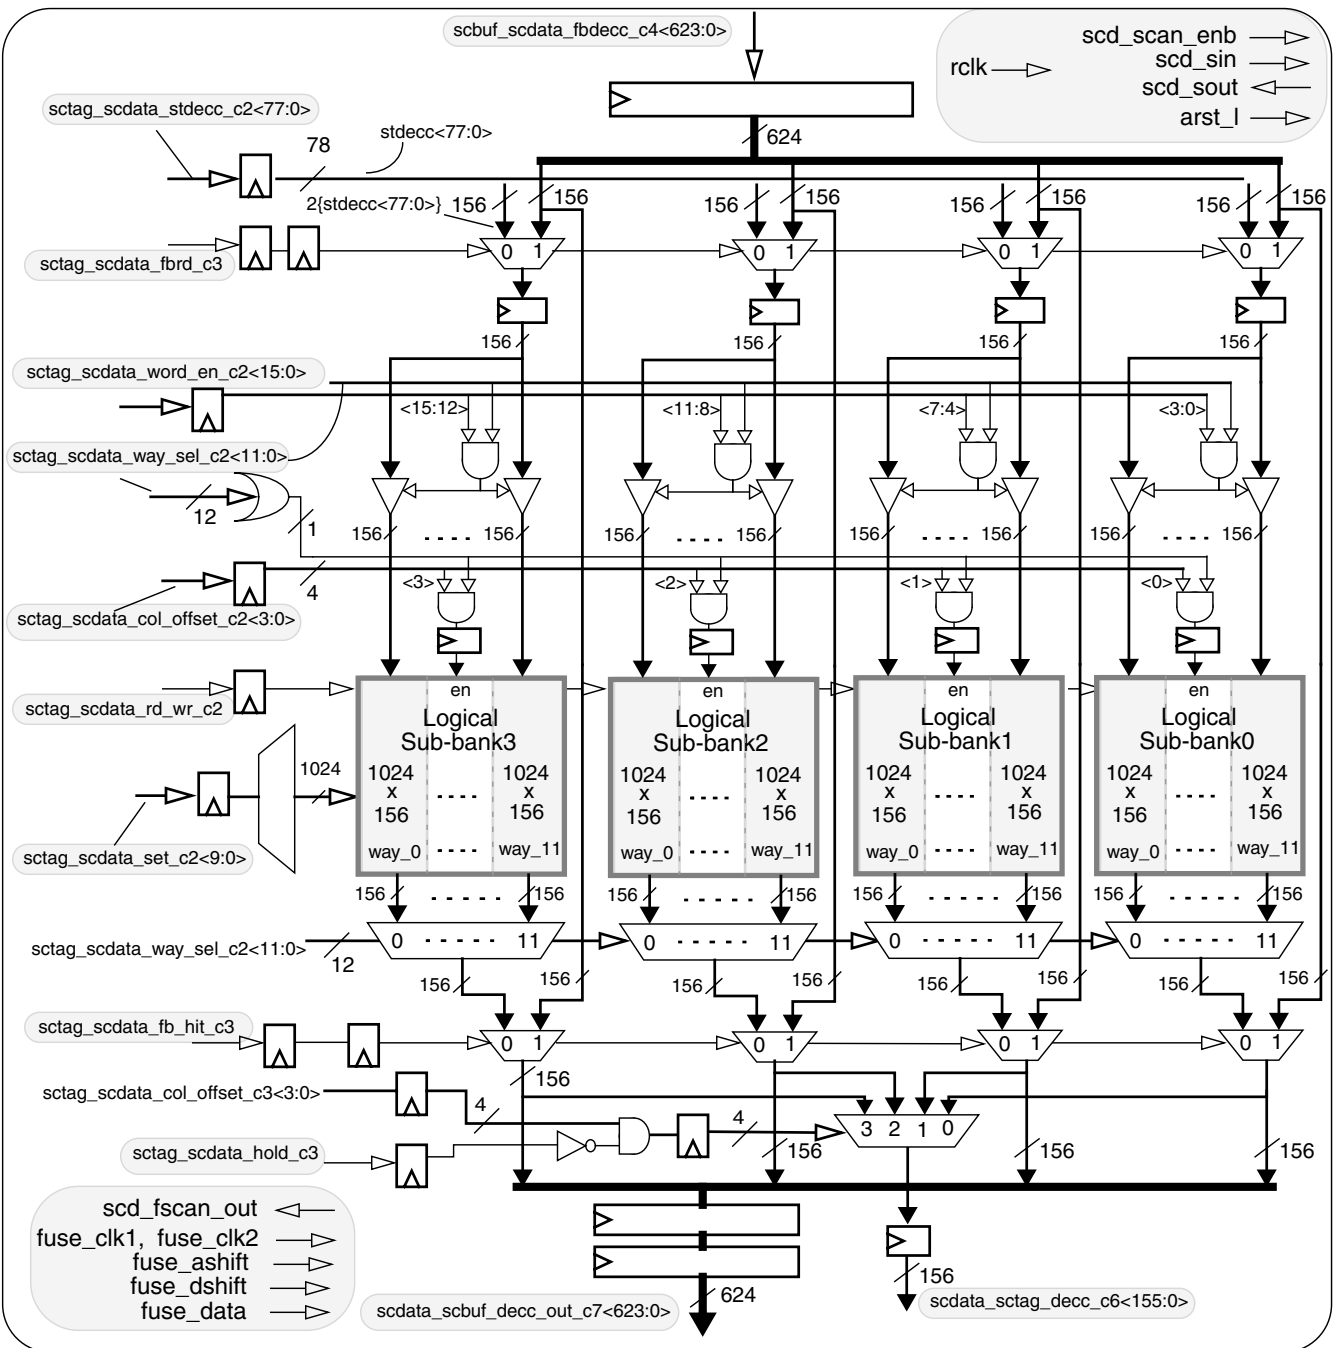 scbuf_scdata_fbdecc_c4<623:0>
scd_scan_enb
rclk
scd_sin
scd_sout
arst_l
sctag_scdata_stdecc_c2<77:0>
78
stdecc<77:0>
624
2{stdecc<77:0>}
156 156 156 156 156 156 156 156
sctag_scdata_fbrd_c3
0 1 0 1 0 1 0 1
156 156 156 156
sctag_scdata_word_en_c2<15:0>
<15:12> <11:8> <7:4> <3:0>
sctag_scdata_way_sel_c2<11:0>
12
1
156 .... 156 156 .... 156 156 .... 156 156 .... 156
4
<3> <2> <1> <0>
sctag_scdata_col_offset_c2<3:0>
sctag_scdata_rd_wr_c2
en en en en
Logical Logical Logical Logical
Sub-bank3 Sub-bank2 Sub-bank1 Sub-bank0
1024
1024 1024 1024 1024 1024 1024 1024 1024
x .... x x .... x x .... x x .... x
156 156 156 156 156 156 156 156
way_0 .... way_11 way_0 .... way_11 way_0 .... way_11 way_0 .... way_11
sctag_scdata_set_c2<9:0>
156 ...... 156 156 ...... 156 156 ...... 156 156 ...... 156
sctag_scdata_way_sel_c2<11:0>
12
0 ...... 11 0 ...... 11 0 ...... 11 0 ...... 11
156 156 156 156 156 156 156 156
sctag_scdata_fb_hit_c3
0 1 0 1 0 1 0 1
156
sctag_scdata_col_offset_c3<3:0>
4
4
3 2 1 0
sctag_scdata_hold_c3
156 156 156
scd_fscan_out
fuse_clk1, fuse_clk2
fuse_ashift
fuse_dshift
fuse_data
624
scdata_scbuf_decc_out_c7<623:0>
156
scdata_sctag_decc_c6<155:0>